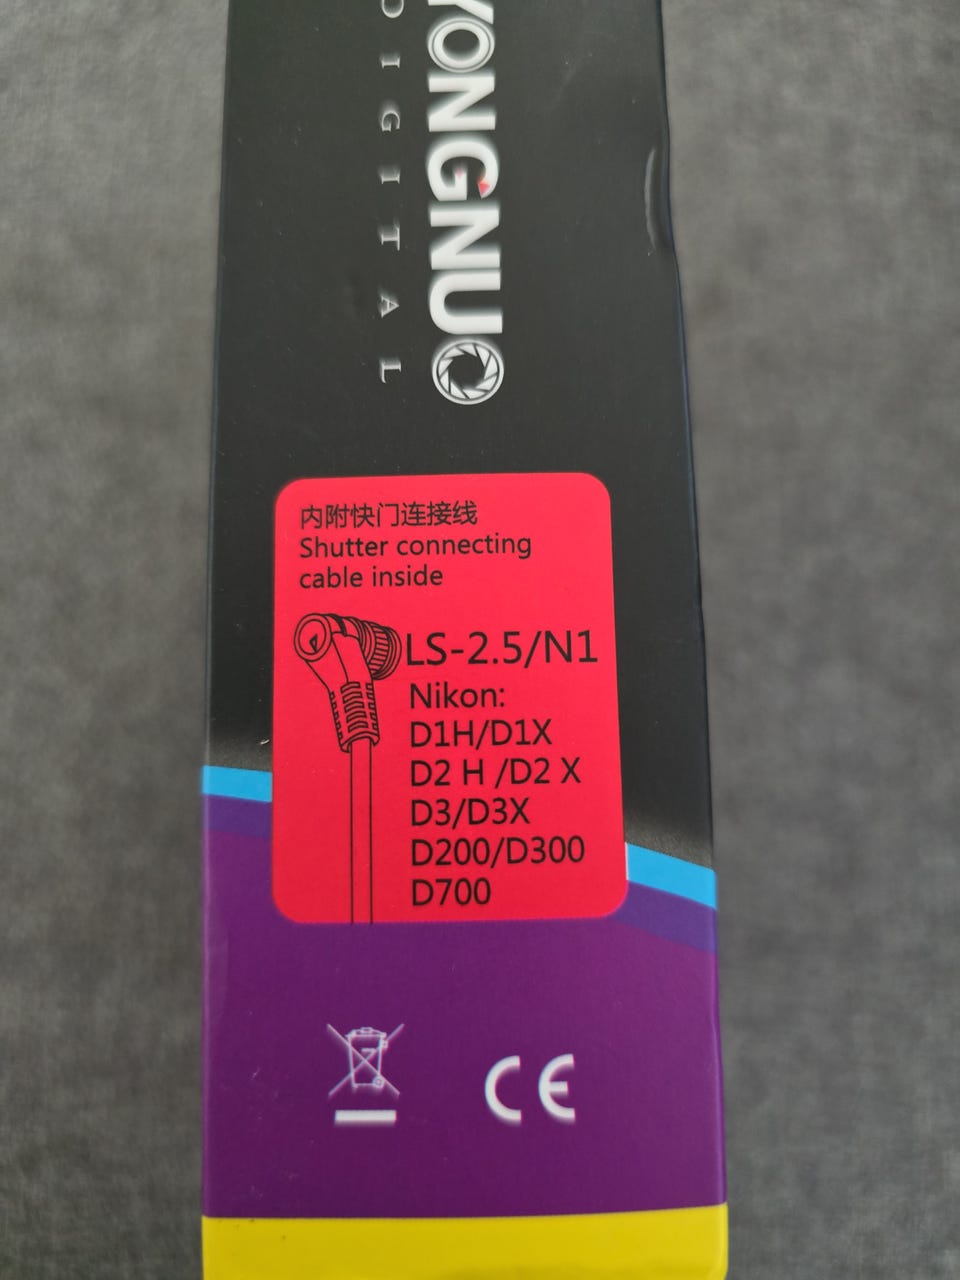 YONGNUO
DIGITAL
内附快门连接线
Shutter connecting
cable inside
LS-2.5/N1
Nikon:
D1H/D1X
D2 H /D2 X
D3/D3X
D200/D300
D700
CE